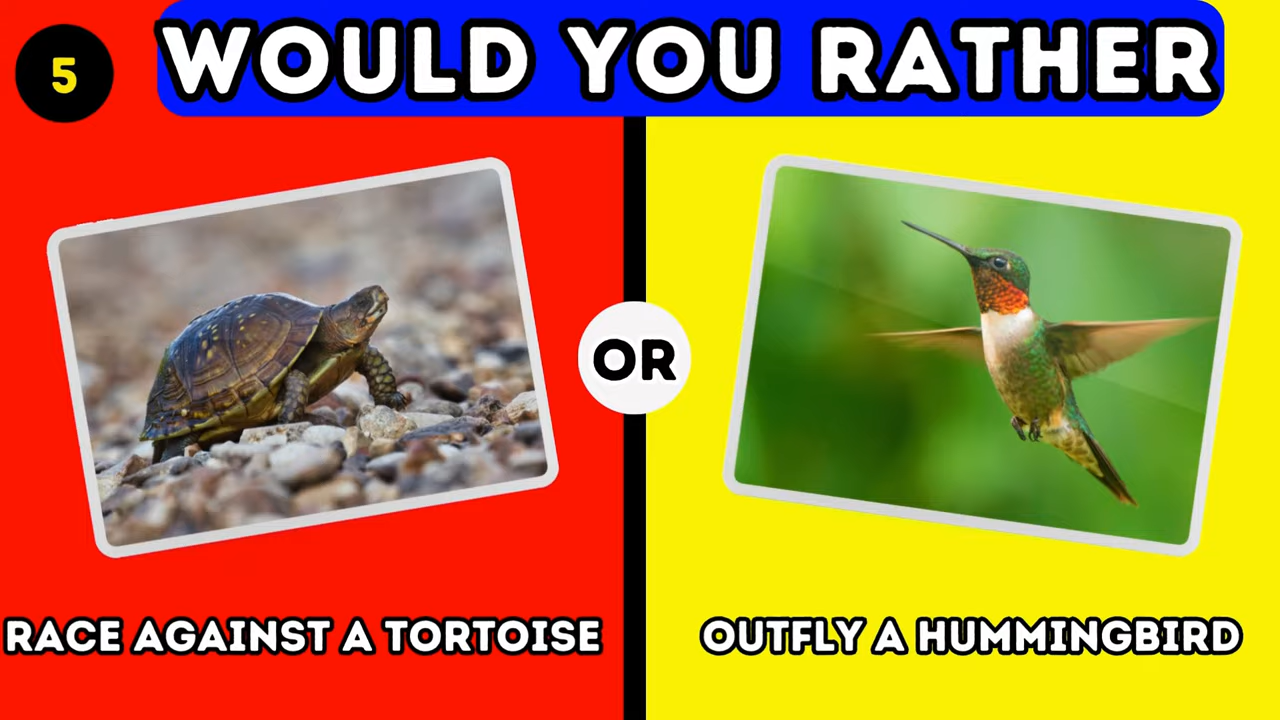 5
WOULD YOU RATHER
OR
RACE AGAINST A TORTOISE
OUTFLY A HUMMINGBIRD